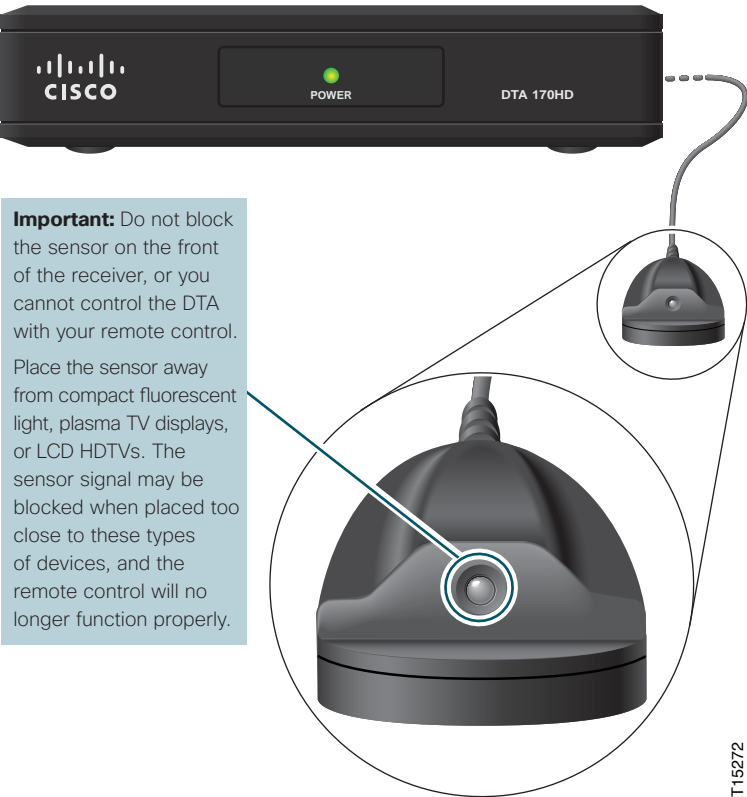 CISCO
POWER
DTA 170HD
Important: Do not block
the sensor on the front
of the receiver, or you
cannot control the DTA
with your remote control.
Place the sensor away
from compact fluorescent
light, plasma TV displays,
or LCD HDTVs. The
sensor signal may be
blocked when placed too
close to these types
of devices, and the
remote control will no
longer function properly.
T15272